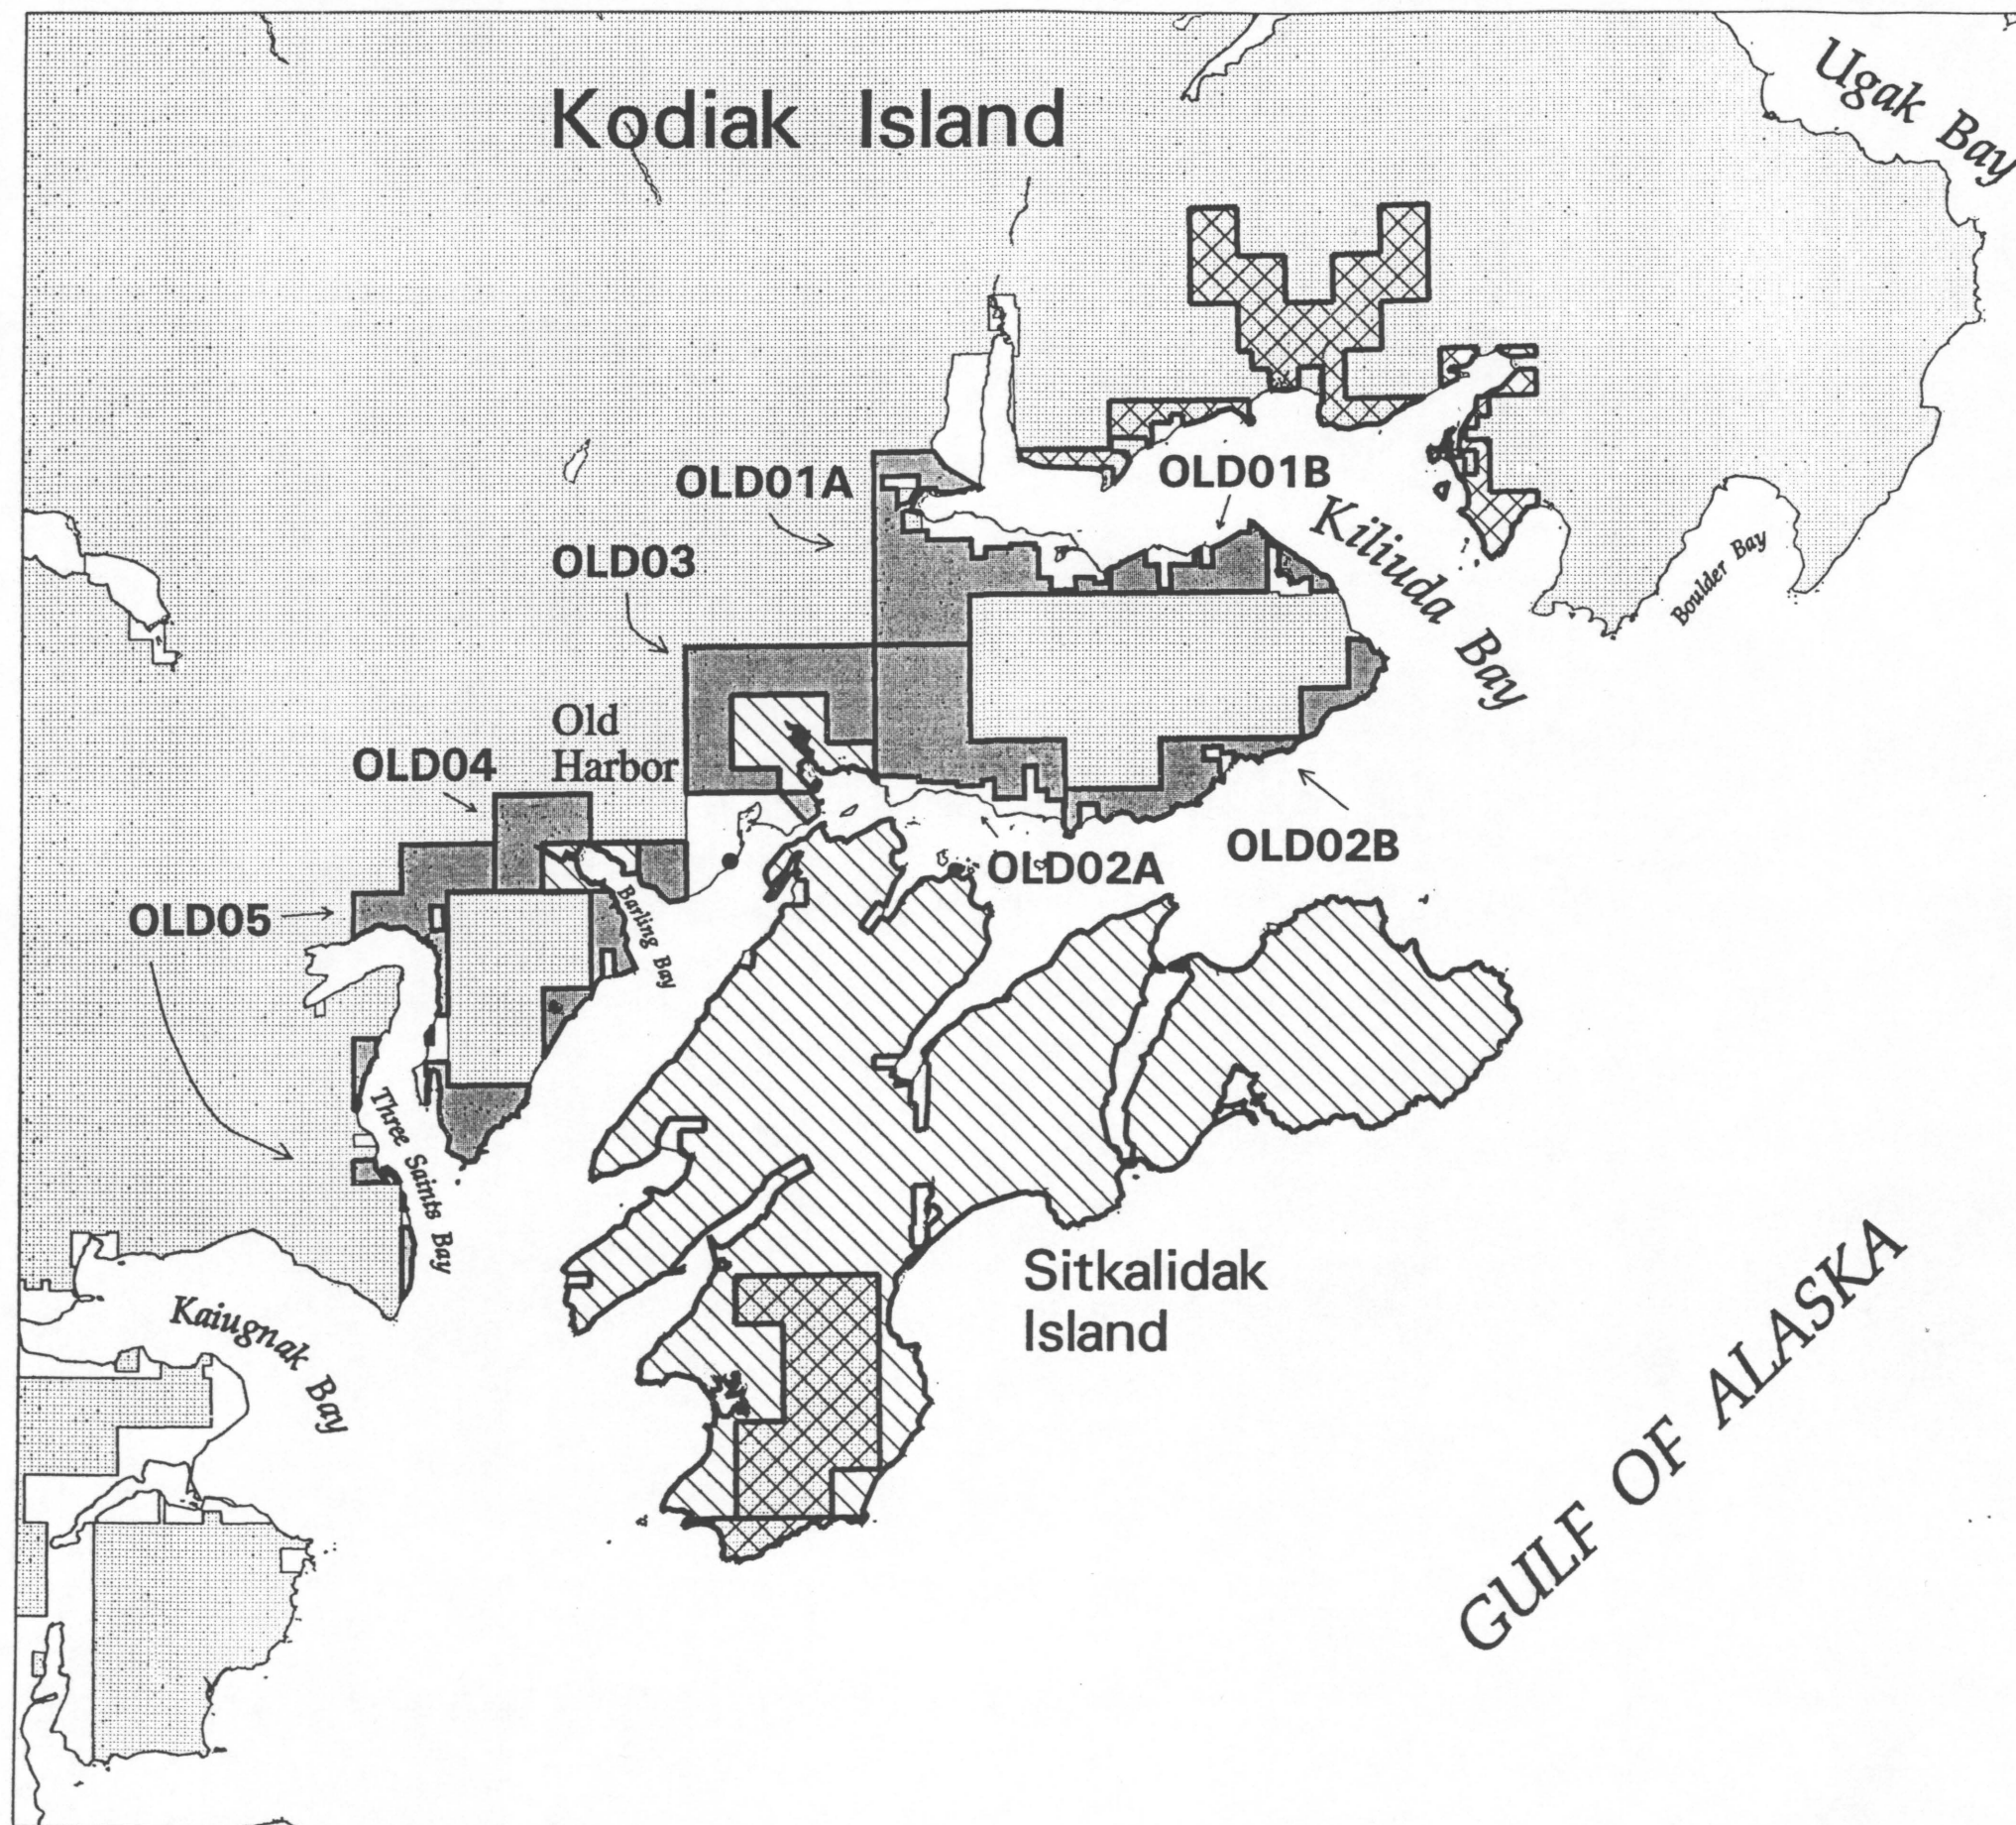 Kodiak Island
Ugak Bay
OLD01A
OLD01B
Kiliuda Bay
OLD03
Boulder Bay
Old
Harbor
OLD04
OLD02A
OLD02B
OLD05
Barling Bay
Three Saints Bay
Kaiugnak Bay
Sitkalidak
Island
GULF OF ALASKA